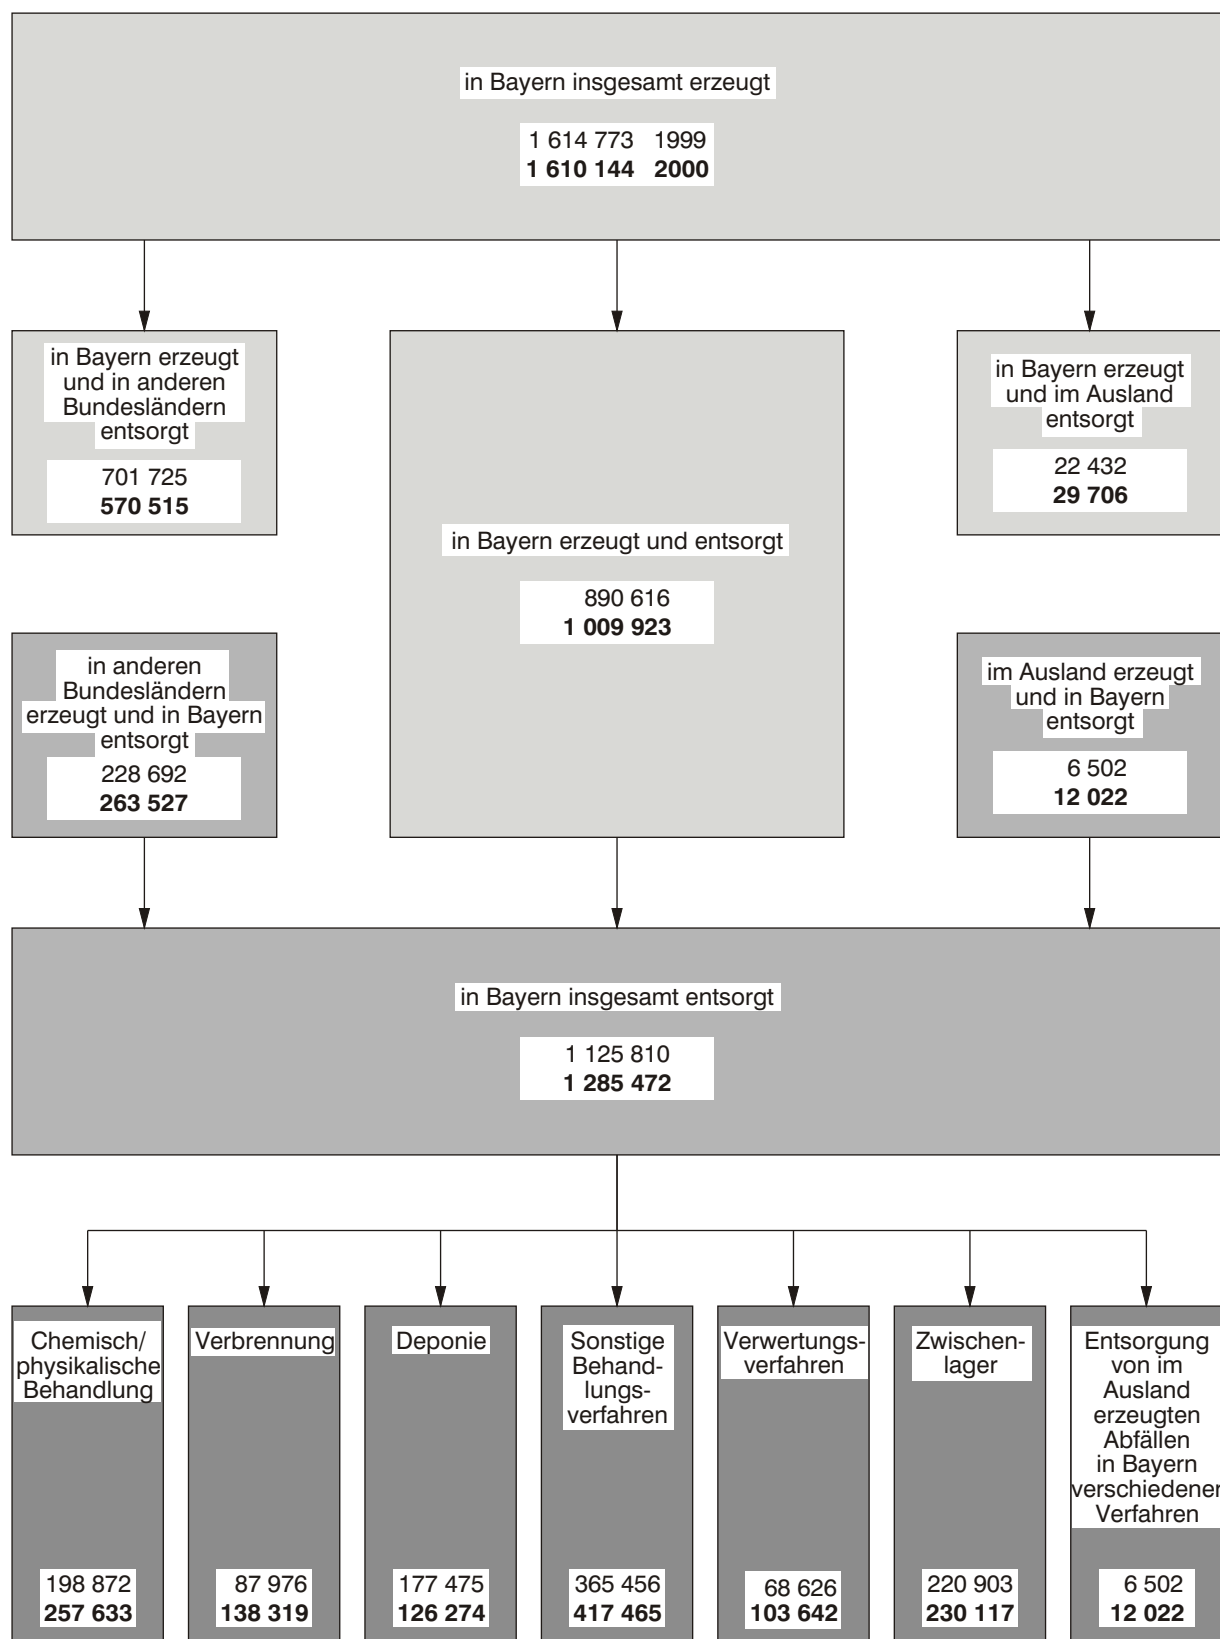 in Bayern insgesamt erzeugt
1 614 773 1999
1 610 144 2000
in Bayern erzeugt
und in anderen
Bundesländern
entsorgt
701 725
570 515
in Bayern erzeugt und entsorgt
890 616
1 009 923
in Bayern erzeugt
und im Ausland
entsorgt
22 432
29 706
in anderen
Bundesländern
erzeugt und in Bayern
entsorgt
228 692
263 527
im Ausland erzeugt
und in Bayern
entsorgt
6 502
12 022
in Bayern insgesamt entsorgt
1 125 810
1 285 472
Chemisch/
physikalische
Behandlung
198 872
257 633
Verbrennung
87 976
138 319
Deponie
177 475
126 274
Sonstige
Behand-
lungs-
verfahren
365 456
417 465
Verwertungs-
verfahren
68 626
103 642
Zwischen-
lager
220 903
230 117
Entsorgung
von im
Ausland
erzeugten
Abfällen
in Bayern
verschiedener
Verfahren
6 502
12 022